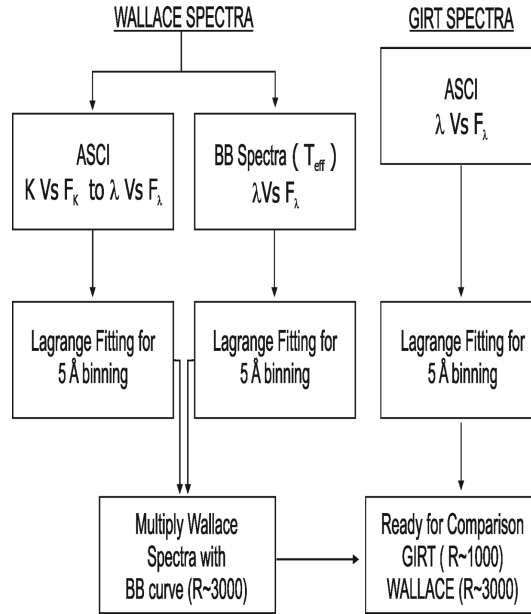 WALLACE SPECTRA
GIRT SPECTRA
ASCI
K Vs F_K to λ Vs F_λ
BB Spectra ( T_eff )
λVs F_λ
ASCI
λ Vs F_λ
Lagrange Fitting for
5 Å binning
Lagrange Fitting for
5 Å binning
Lagrange Fitting for
5 Å binning
Multiply Wallace
Spectra with
BB curve (R~3000)
Ready for Comparison
GIRT ( R~1000)
WALLACE (R~3000)